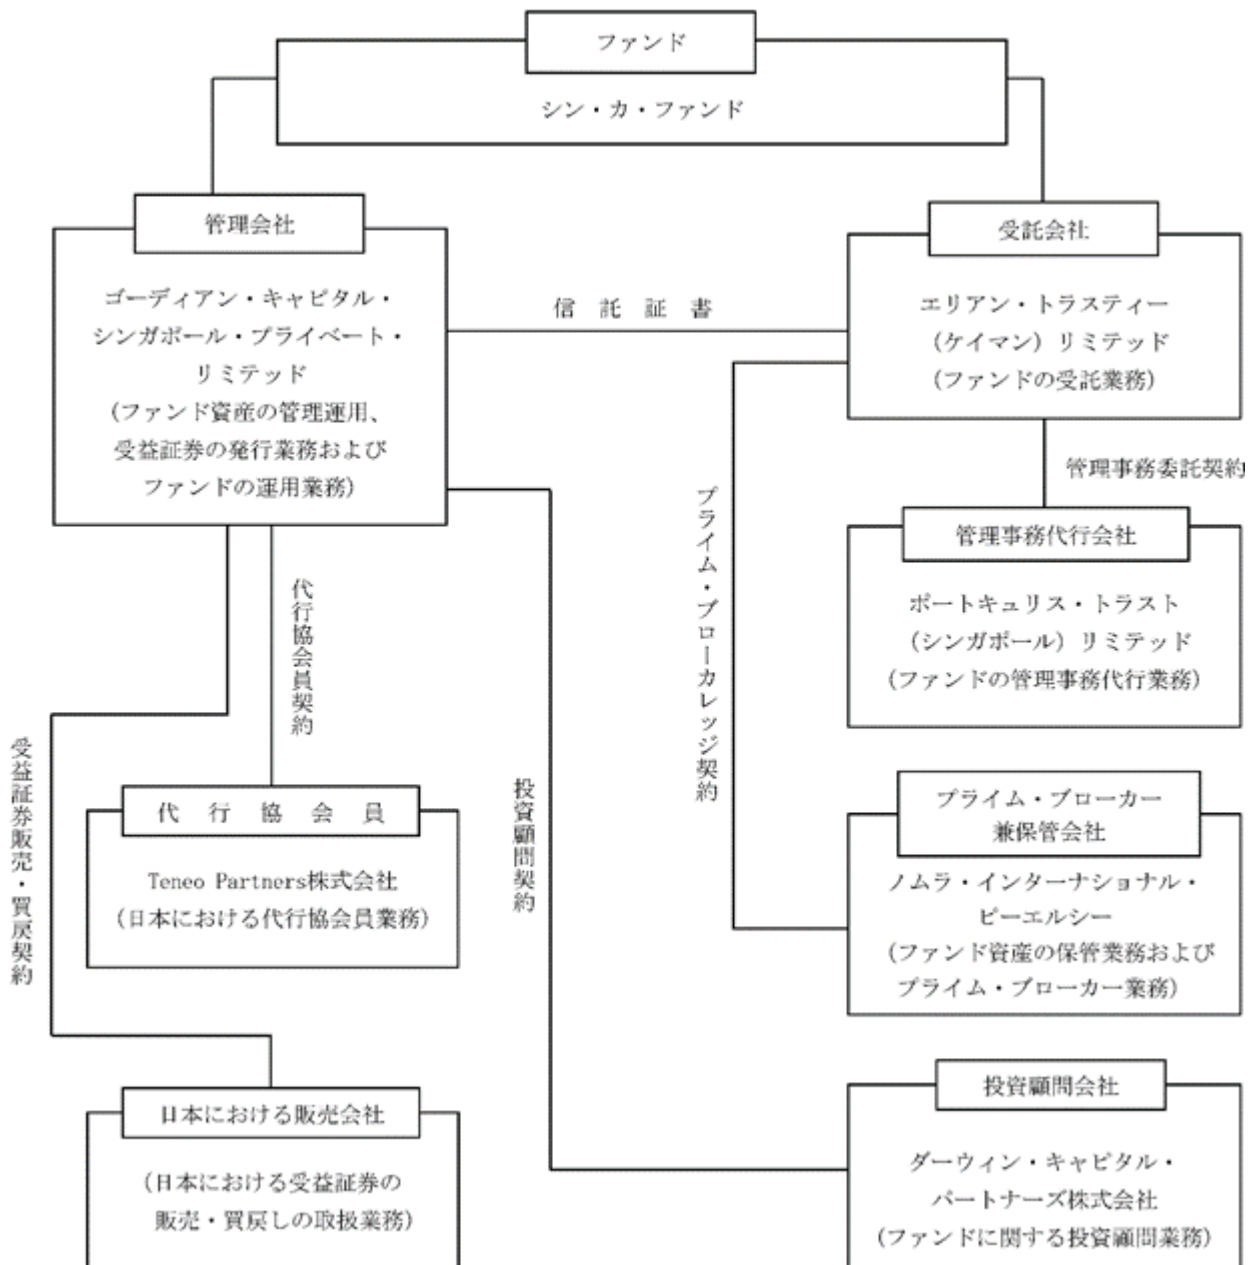 ファンド
シン・カ・ファンド
管理会社
ゴーディアン・キャピタル・
シンガポール・プライベート・
リミテッド
(ファンド資産の管理運用、
受益証券の発行業務および
ファンドの運用業務)
信託証書
受託会社
エリアン・トラスティー
(ケイマン) リミテッド
(ファンドの受託業務)
管理事務委託契約
管理事務代行会社
ポートキュリス・トラスト
(シンガポール) リミテッド
(ファンドの管理事務代行業務)
プライム・ブローカレッジ契約
プライム・ブローカー
兼保管会社
ノムラ・インターナショナル・
ピーエルシー
(ファンド資産の保管業務および
プライム・ブローカー業務)
代行協会員契約
代行協会員
Teneo Partners株式会社
(日本における代行協会員業務)
受益証券販売・買戻契約
日本における販売会社
(日本における受益証券の
販売・買戻しの取扱業務)
投資顧問契約
投資顧問会社
ダーウィン・キャピタル・
パートナーズ株式会社
(ファンドに関する投資顧問業務)